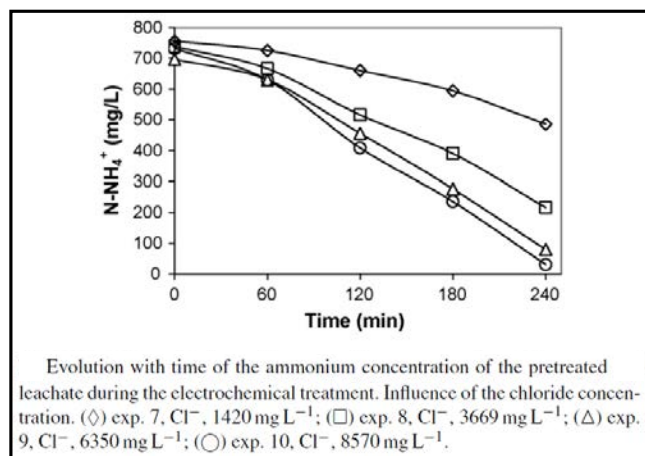 800
700
600
500
400
300
200
100
0
N-NH₄⁺ (mg/L)
0 60 120 180 240
Time (min)
Evolution with time of the ammonium concentration of the pretreated
leachate during the electrochemical treatment. Influence of the chloride concen-
tration. (◇) exp. 7, Cl⁻, 1420 mg L⁻¹; (□) exp. 8, Cl⁻, 3669 mg L⁻¹; (△) exp.
9, Cl⁻, 6350 mg L⁻¹; (○) exp. 10, Cl⁻, 8570 mg L⁻¹.